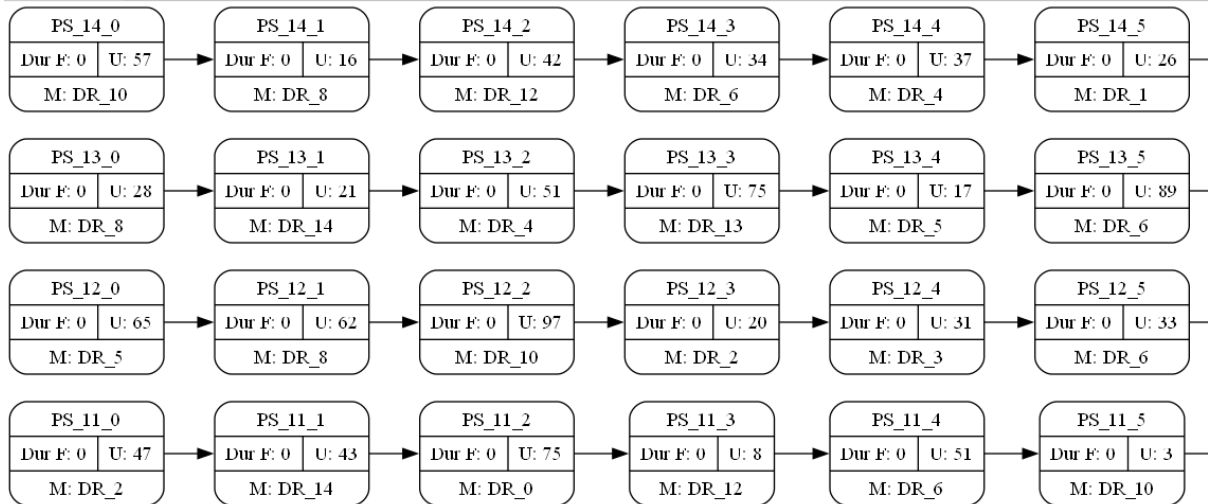 PS_14_0 PS_14_1 PS_14_2 PS_14_3 PS_14_4 PS_14_5
Dur F: 0 U: 57 Dur F: 0 U: 16 Dur F: 0 U: 42 Dur F: 0 U: 34 Dur F: 0 U: 37 Dur F: 0 U: 26
M: DR_10 M: DR_8 M: DR_12 M: DR_6 M: DR_4 M: DR_1
PS_13_0 PS_13_1 PS_13_2 PS_13_3 PS_13_4 PS_13_5
Dur F: 0 U: 28 Dur F: 0 U: 21 Dur F: 0 U: 51 Dur F: 0 U: 75 Dur F: 0 U: 17 Dur F: 0 U: 89
M: DR_8 M: DR_14 M: DR_4 M: DR_13 M: DR_5 M: DR_6
PS_12_0 PS_12_1 PS_12_2 PS_12_3 PS_12_4 PS_12_5
Dur F: 0 U: 65 Dur F: 0 U: 62 Dur F: 0 U: 97 Dur F: 0 U: 20 Dur F: 0 U: 31 Dur F: 0 U: 33
M: DR_5 M: DR_8 M: DR_10 M: DR_2 M: DR_3 M: DR_6
PS_11_0 PS_11_1 PS_11_2 PS_11_3 PS_11_4 PS_11_5
Dur F: 0 U: 47 Dur F: 0 U: 43 Dur F: 0 U: 75 Dur F: 0 U: 8 Dur F: 0 U: 51 Dur F: 0 U: 3
M: DR_2 M: DR_14 M: DR_0 M: DR_12 M: DR_6 M: DR_10